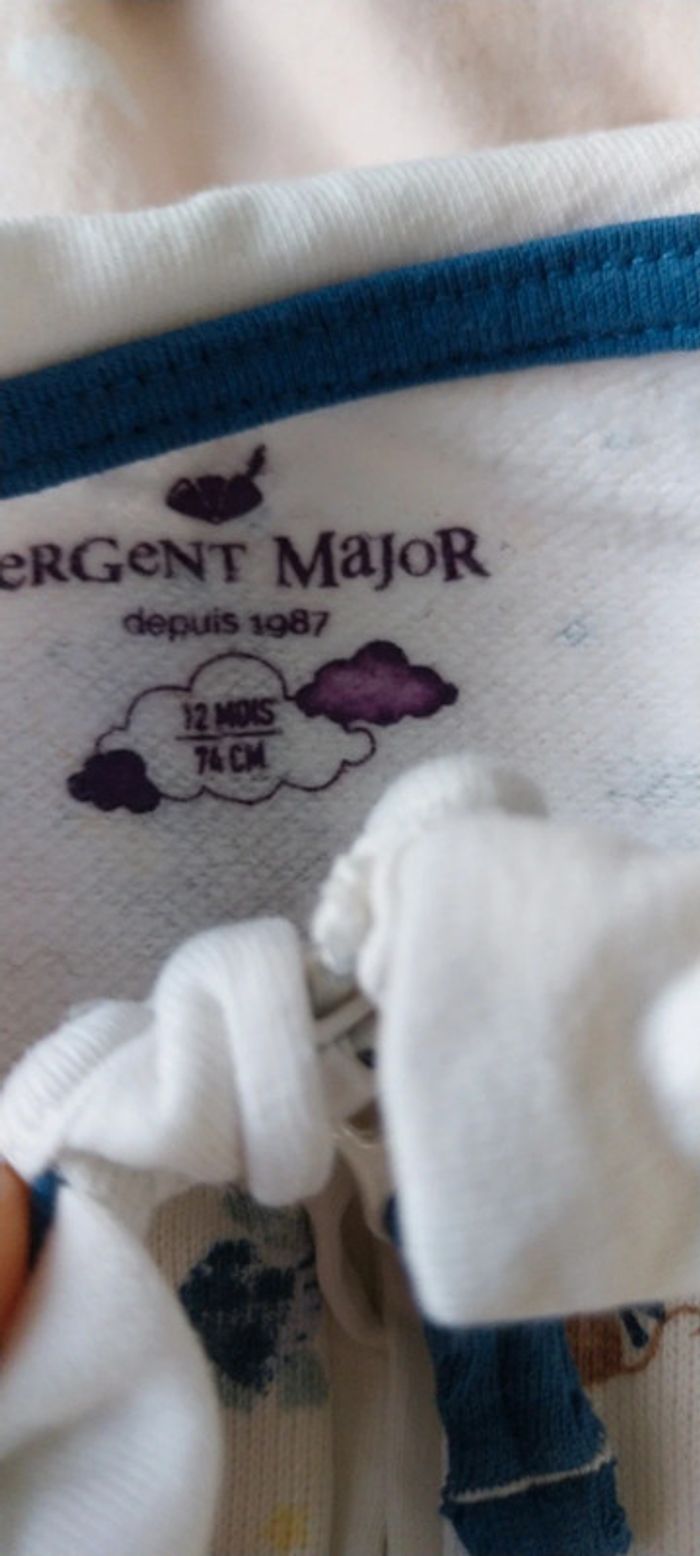 eRGeNT MaJoR
depuis 1987
12 MOIS
74 CM